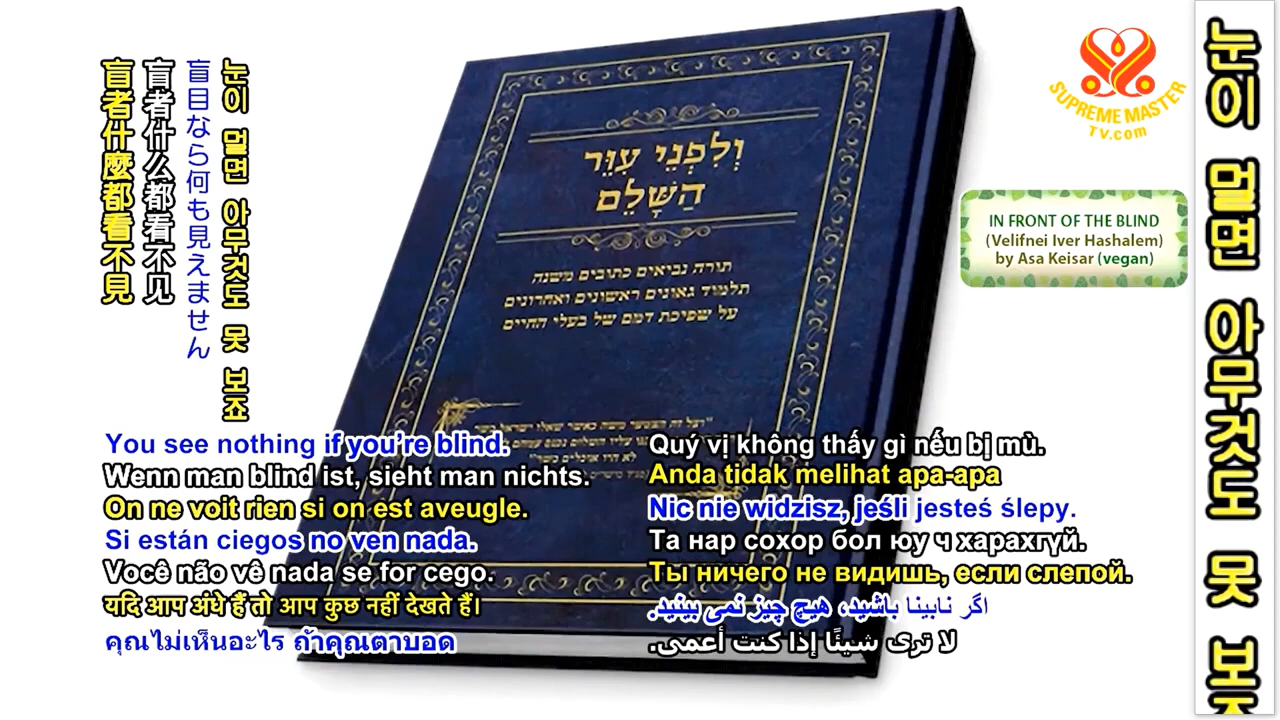 눈이 멀면 아무것도 못 보죠
盲目なら何も見えません
盲者什么都看不见
盲者什麼都看不見
וְלִפְנֵי עִוֵּר
הַשָּׁלֵם
תורה נביאים כתובים משנה
תלמוד גאונים ראשונים ואחרונים
על שפיכת דמם של בעלי החיים
SUPREME MASTER
TV.com
IN FRONT OF THE BLIND
(Velifnei Iver Hashalem)
by Asa Keisar (vegan)
You see nothing if you’re blind.
Wenn man blind ist, sieht man nichts.
On ne voit rien si on est aveugle.
Si están ciegos no ven nada.
Você não vê nada se for cego.
यदि आप अंधे हैं तो आप कुछ नहीं देखते हैं।
คุณไม่เห็นอะไร ถ้าคุณตาบอด
Quý vị không thấy gì nếu bị mù.
Anda tidak melihat apa-apa
Nic nie widzisz, jeśli jesteś ślepy.
Та нар сохор бол юу ч харахгүй.
Ты ничего не видишь, если слепой.
اگر نابینا باشید، هیچ چیز نمی بینید.
لا ترى شيئًا إذا كنت أعمى.
눈이 멀면 아무것도 못 보죠